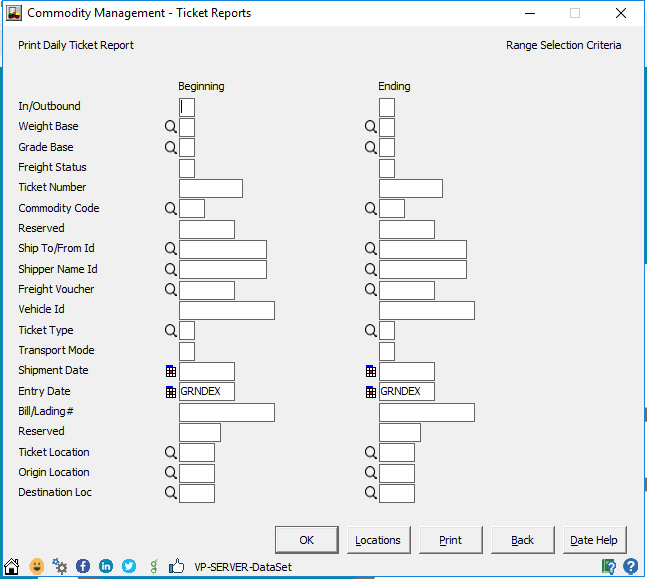 Commodity Management - Ticket Reports
Print Daily Ticket Report Range Selection Criteria
Beginning Ending
In/Outbound
Weight Base
Grade Base
Freight Status
Ticket Number
Commodity Code
Reserved
Ship To/From Id
Shipper Name Id
Freight Voucher
Vehicle Id
Ticket Type
Transport Mode
Shipment Date
Entry Date GRNDEX GRNDEX
Bill/Lading#
Reserved
Ticket Location
Origin Location
Destination Loc
OK Locations Print Back Date Help
VP-SERVER-DataSet